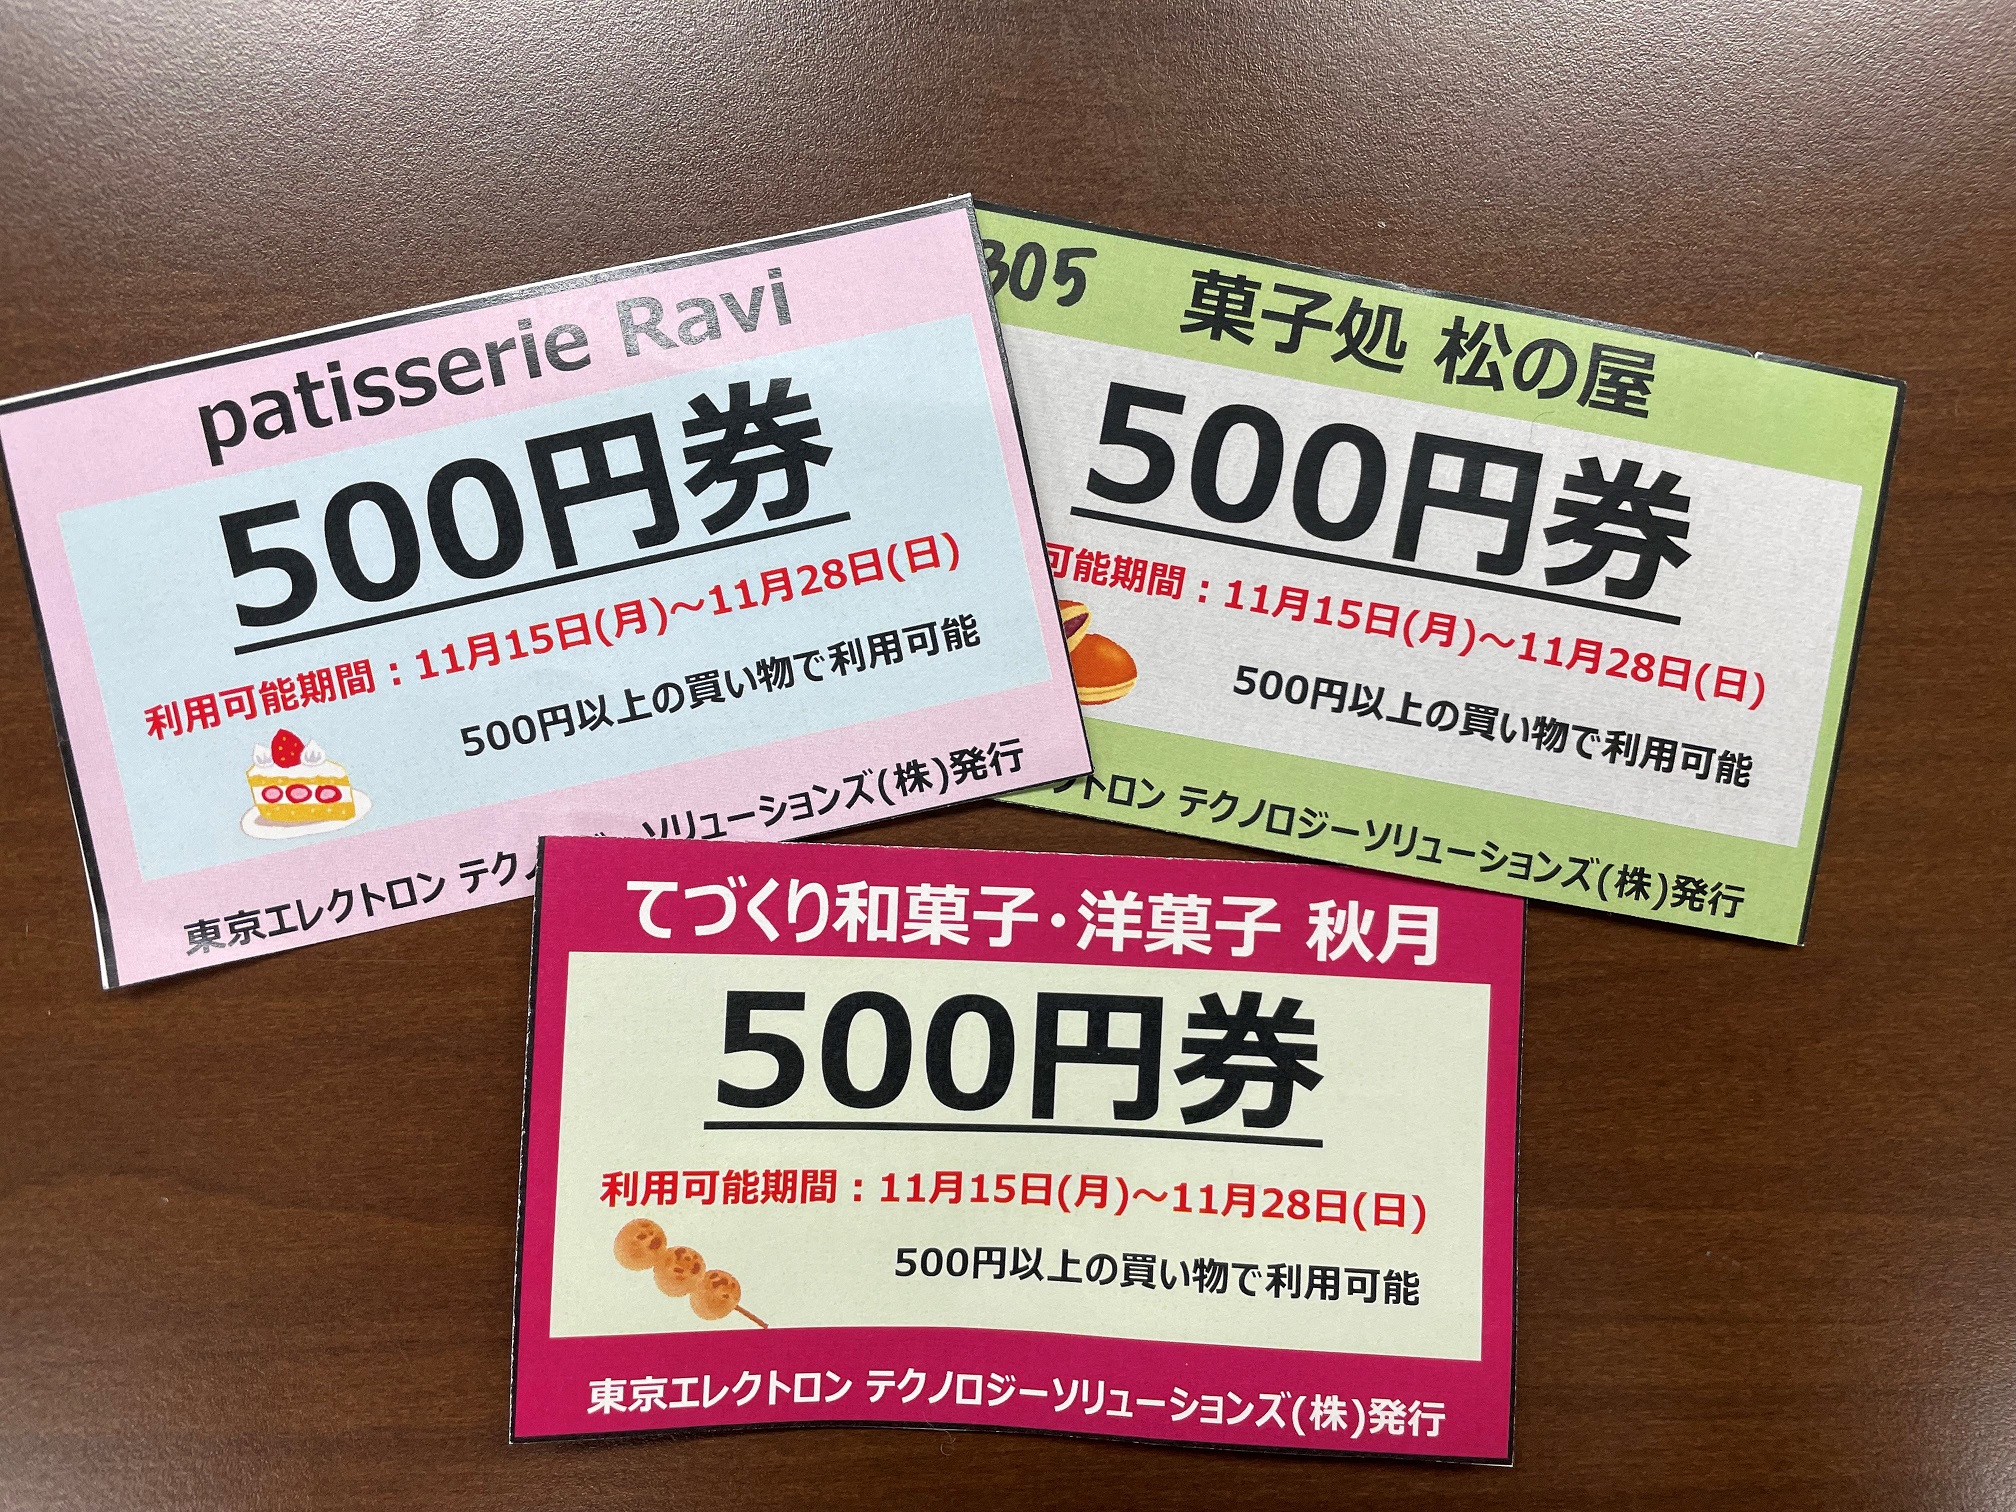 patisserie Ravi
500円券
利用可能期間：11月15日(月)～11月28日(日)
500円以上の買い物で利用可能
東京エレクトロン テクノ ジーソリューションズ(株)発行
305
菓子処 松の屋
500円券
可能期間：11月15日(月)～11月28日(日)
500円以上の買い物で利用可能
トロン テクノロジーソリューションズ(株)発行
てづくり和菓子・洋菓子 秋月
500円券
利用可能期間：11月15日(月)～11月28日(日)
500円以上の買い物で利用可能
東京エレクトロン テクノロジーソリューションズ(株)発行